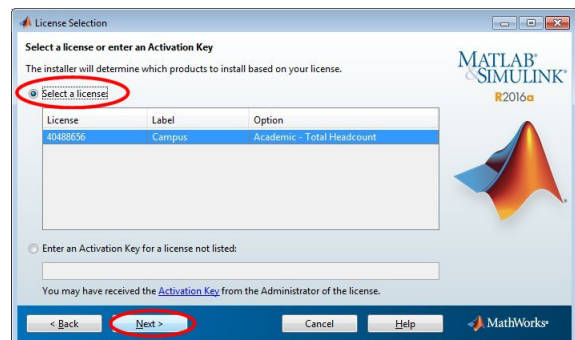 License Selection
Select a license or enter an Activation Key
The installer will determine which products to install based on your license.
Select a license:
License Label Option
40488656 Campus Academic - Total Headcount
Enter an Activation Key for a license not listed:
You may have received the Activation Key from the Administrator of the license.
< Back Next > Cancel Help
MATLAB®
&SIMULINK®
R2016a
MathWorks®